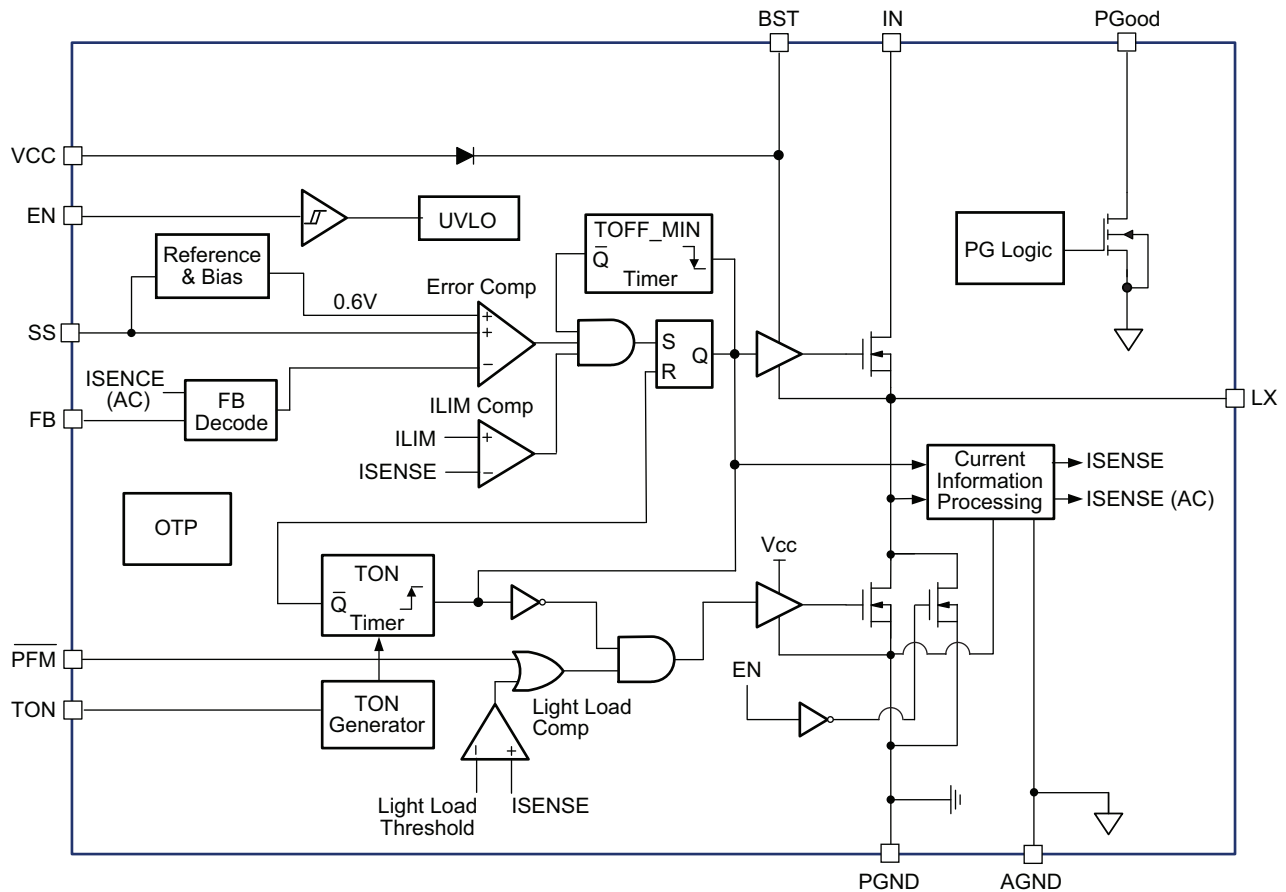 BST
IN
PGood
VCC
EN
UVLO
TOFF_MIN
Q̅
Timer
PG Logic
Reference
& Bias
Error Comp
0.6V
+
+
−
SS
S
R
Q
ISENCE
(AC)
FB
Decode
FB
ILIM Comp
ILIM
+
ISENSE
−
LX
Current
Information
Processing
ISENSE
ISENSE (AC)
OTP
Vcc
TON
Q̅
Timer
P̅F̅M̅
TON
TON
Generator
Light Load
Comp
EN
−
+
Light Load
Threshold
ISENSE
PGND
AGND